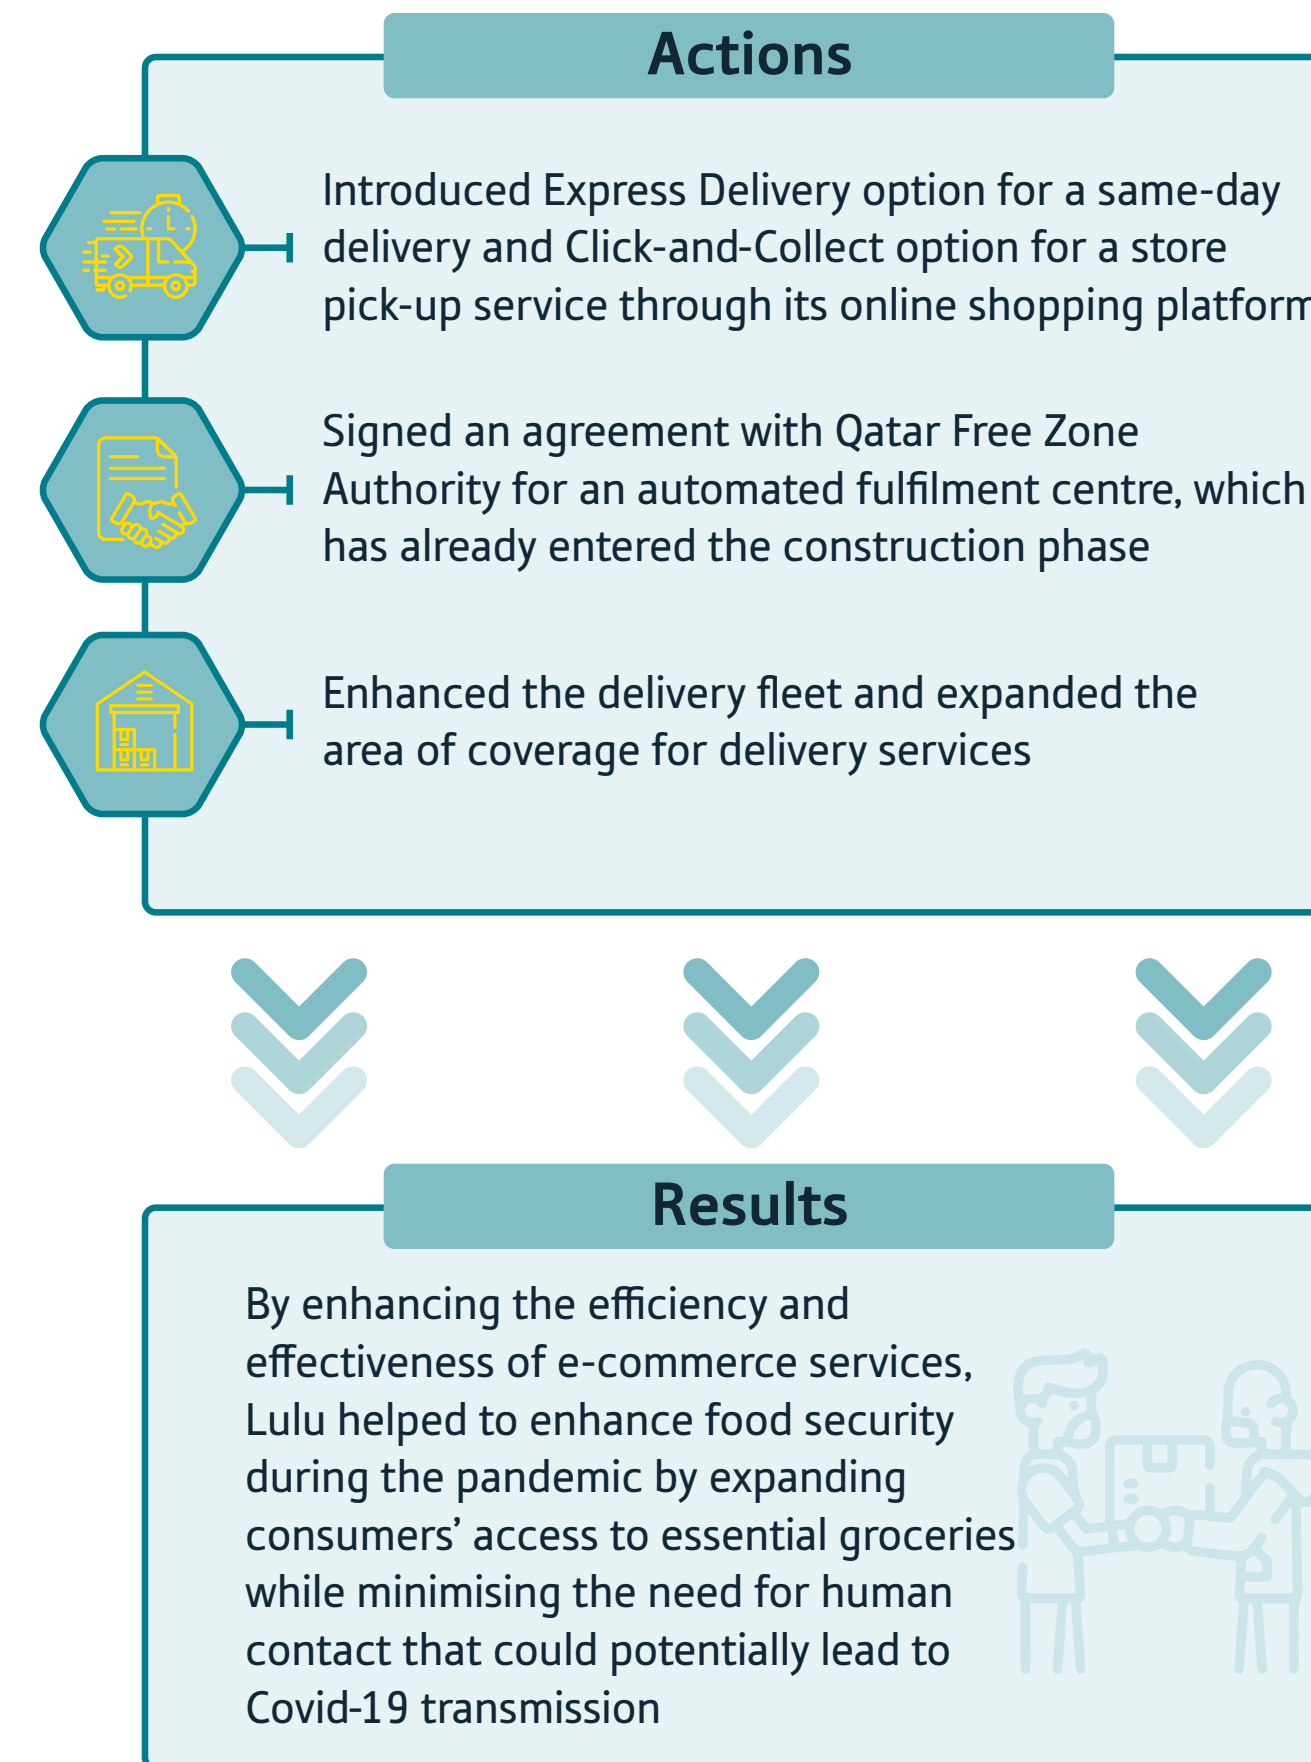 Actions
Introduced Express Delivery option for a same-day
delivery and Click-and-Collect option for a store
pick-up service through its online shopping platform
Signed an agreement with Qatar Free Zone
Authority for an automated fulfilment centre, which
has already entered the construction phase
Enhanced the delivery fleet and expanded the
area of coverage for delivery services
Results
By enhancing the efficiency and
effectiveness of e-commerce services,
Lulu helped to enhance food security
during the pandemic by expanding
consumers’ access to essential groceries
while minimising the need for human
contact that could potentially lead to
Covid-19 transmission